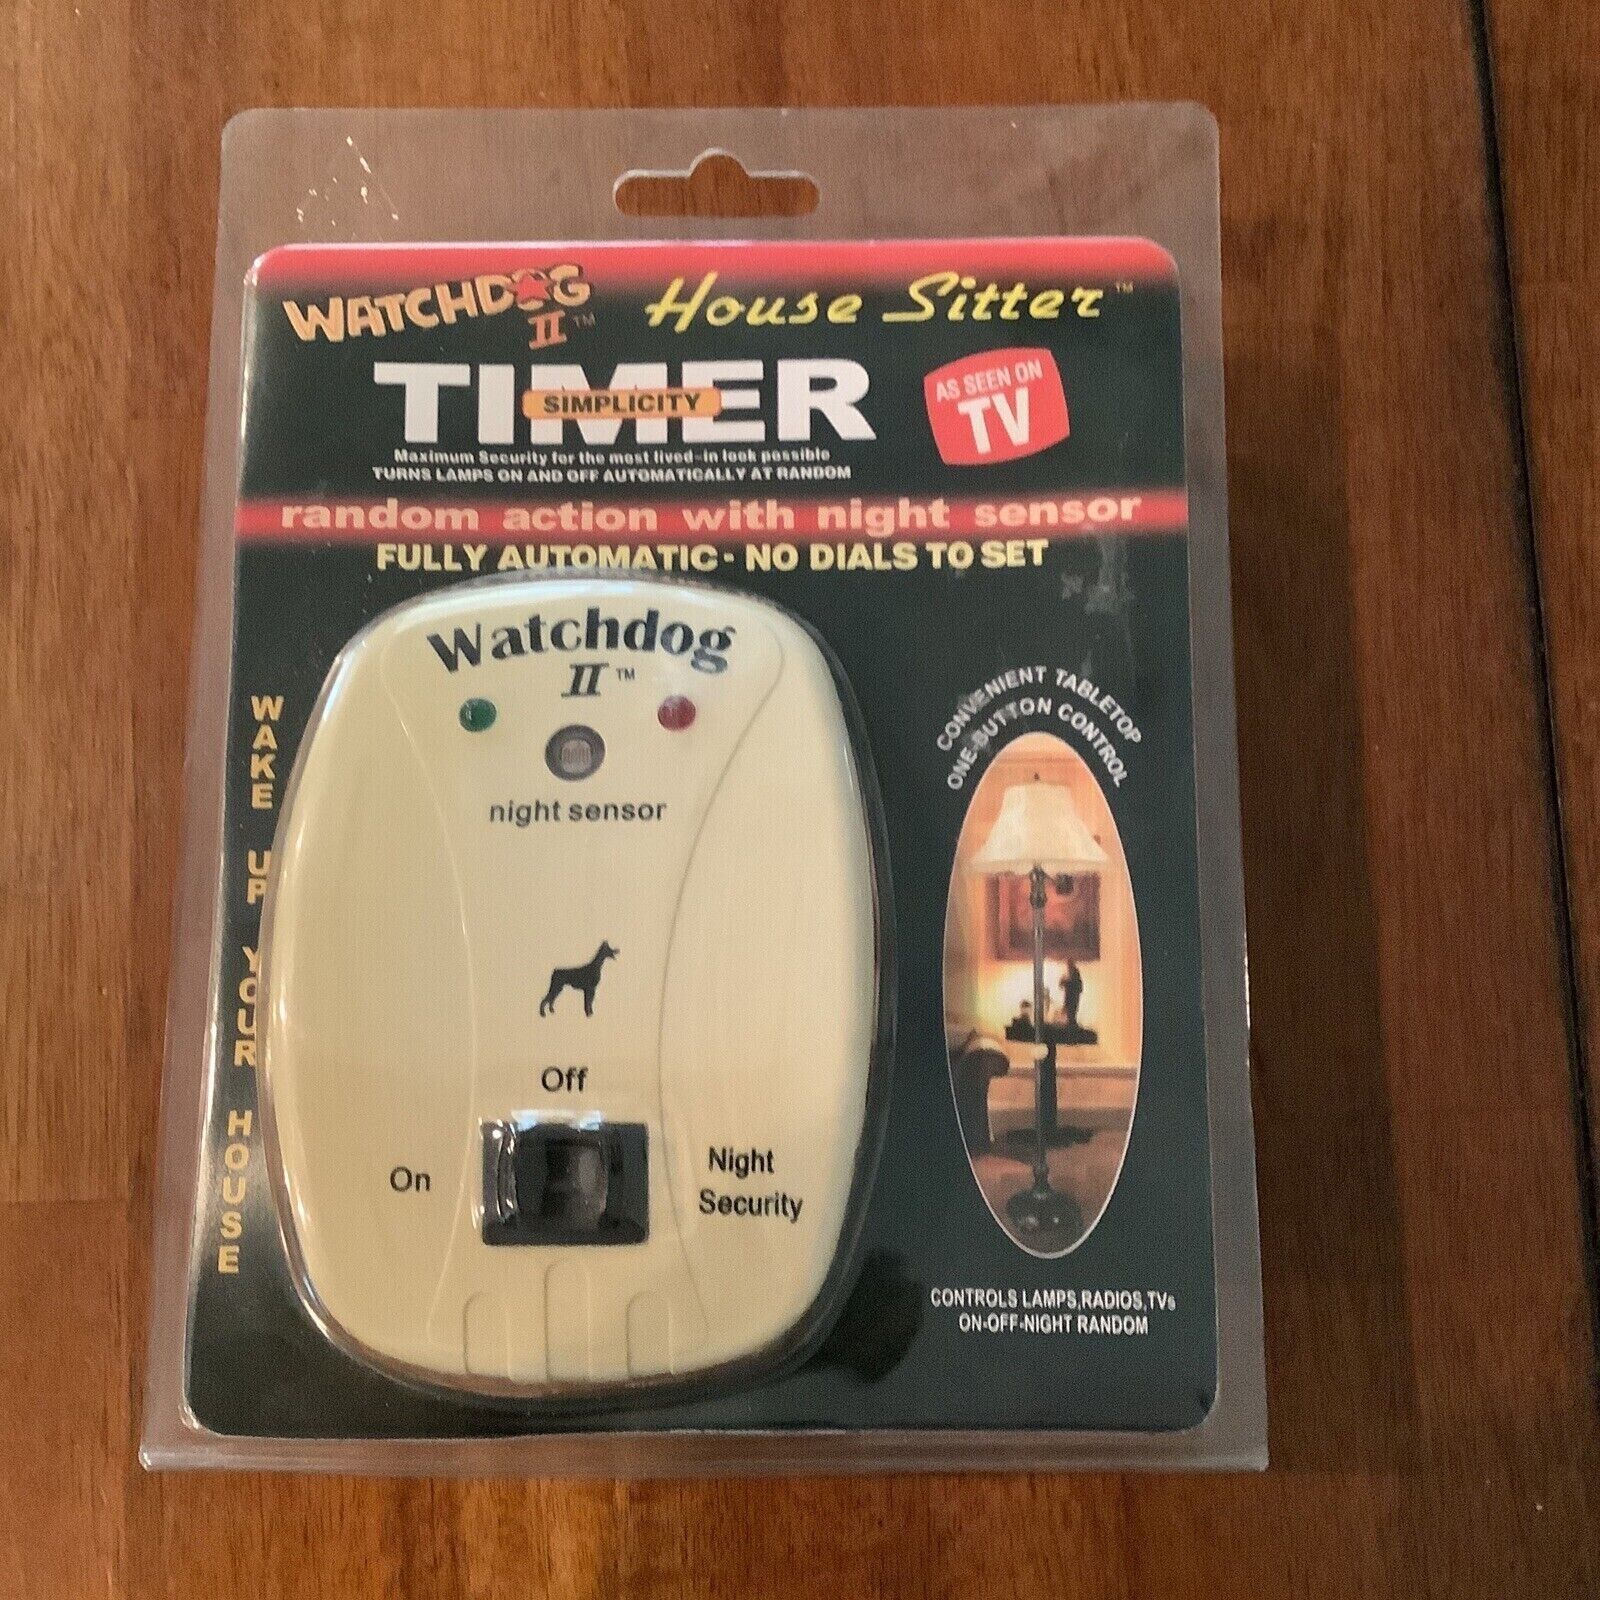 WATCHDOG II™ House Sitter™
TIMER
SIMPLICITY
AS SEEN ON
TV
Maximum Security for the most lived-in look possible
TURNS LAMPS ON AND OFF AUTOMATICALLY AT RANDOM
random action with night sensor
FULLY AUTOMATIC - NO DIALS TO SET
WAKE UP YOUR HOUSE
Watchdog
II™
night sensor
Off
On
Night
Security
CONVENIENT TABLETOP
ONE-BUTTON CONTROL
CONTROLS LAMPS,RADIOS,TVs
ON-OFF-NIGHT RANDOM